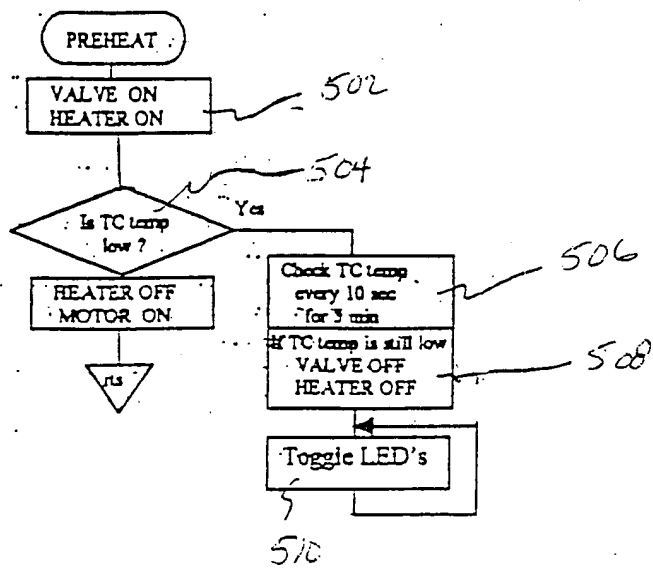 PREHEAT
VALVE ON
HEATER ON
502
504
Is TC temp
low ?
Yes
HEATER OFF
MOTOR ON
rts
Check TC temp
every 10 sec
for 3 min
506
If TC temp is still low
VALVE OFF
HEATER OFF
508
Toggle LED's
510